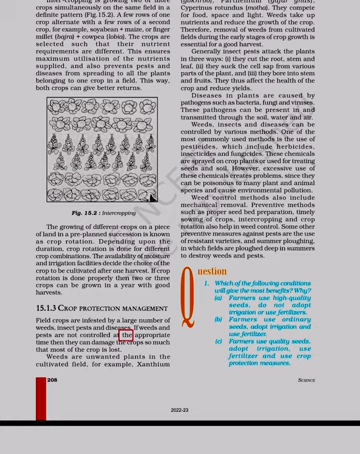 Inter-cropping is growing two or more
crops simultaneously on the same field in a
definite pattern (Fig.15.2). A few rows of one
crop alternate with a few rows of a second
crop, for example, soyabean + maize, or finger
millet (bajra) + cowpea (lobia). The crops are
selected such that their nutrient
requirements are different. This ensures
maximum utilisation of the nutrients
supplied, and also prevents pests and
diseases from spreading to all the plants
belonging to one crop in a field. This way,
both crops can give better returns.
Fig. 15.2 : Intercropping
The growing of different crops on a piece
of land in a pre-planned succession is known
as crop rotation. Depending upon the
duration, crop rotation is done for different
crop combinations. The availability of moisture
and irrigation facilities decide the choice of the
crop to be cultivated after one harvest. If crop
rotation is done properly then two or three
crops can be grown in a year with good
harvests.
15.1.3 CROP PROTECTION MANAGEMENT
Field crops are infested by a large number of
weeds, insect pests and diseases. If weeds and
pests are not controlled at the appropriate
time then they can damage the crops so much
that most of the crop is lost.
Weeds are unwanted plants in the
cultivated field, for example, Xanthium
(gokhroo), Parthenium (gajar ghas),
Cyperinus rotundus (motha). They compete
for food, space and light. Weeds take up
nutrients and reduce the growth of the crop.
Therefore, removal of weeds from cultivated
fields during the early stages of crop growth is
essential for a good harvest.
Generally insect pests attack the plants
in three ways: (i) they cut the root, stem and
leaf, (ii) they suck the cell sap from various
parts of the plant, and (iii) they bore into stem
and fruits. They thus affect the health of the
crop and reduce yields.
Diseases in plants are caused by
pathogens such as bacteria, fungi and viruses.
These pathogens can be present in and
transmitted through the soil, water and air.
Weeds, insects and diseases can be
controlled by various methods. One of the
most commonly used methods is the use of
pesticides, which include herbicides,
insecticides and fungicides. These chemicals
are sprayed on crop plants or used for treating
seeds and soil. However, excessive use of
these chemicals creates problems, since they
can be poisonous to many plant and animal
species and cause environmental pollution.
Weed control methods also include
mechanical removal. Preventive methods
such as proper seed bed preparation, timely
sowing of crops, intercropping and crop
rotation also help in weed control. Some other
preventive measures against pests are the use
of resistant varieties, and summer ploughing,
in which fields are ploughed deep in summers
to destroy weeds and pests.
Question
1. Which of the following conditions
will give the most benefits? Why?
(a) Farmers use high-quality
seeds, do not adopt
irrigation or use fertilizers.
(b) Farmers use ordinary
seeds, adopt irrigation and
use fertilizer.
(c) Farmers use quality seeds,
adopt irrigation, use
fertilizer and use crop
protection measures.
208
SCIENCE
2022-23